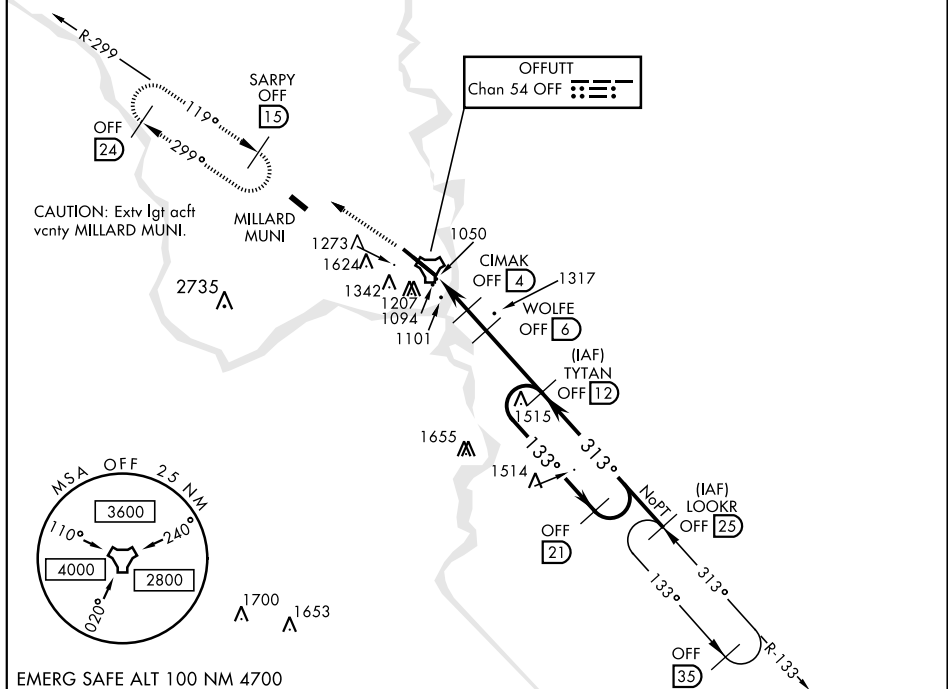 R-299
SARPY
OFF
15
119°
299°
OFF
24
OFFUTT
Chan 54 OFF
CAUTION: Extv lgt acft
vcnty MILLARD MUNI.
MILLARD
MUNI
1273
1624
1342
1207
1094
1101
1050
2735
CIMAK
OFF 4
1317
WOLFE
OFF 6
(IAF)
TYTAN
OFF 12
1515
1655
133°
313°
1514
NoPT
(IAF)
LOOKR
OFF 25
OFF
21
133°
313°
OFF
35
R-133
MSA OFF 25 NM
3600
110°
240°
4000
2800
020°
1700
1653
EMERG SAFE ALT 100 NM 4700